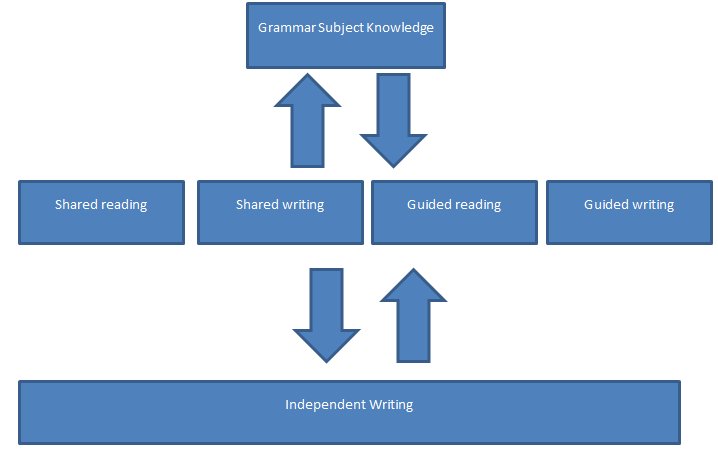 Grammar Subject Knowledge
Shared reading
Shared writing
Guided reading
Guided writing
Independent Writing